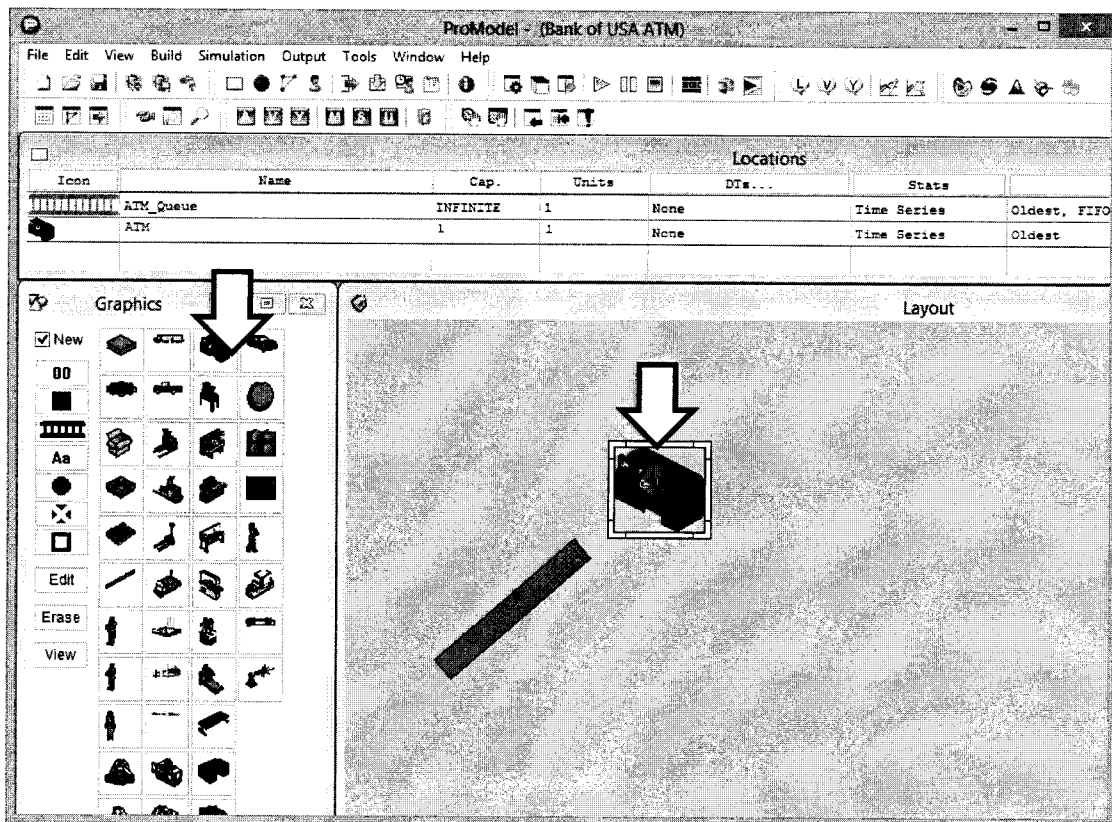 ProModel - (Bank of USA ATM)
File Edit View Build Simulation Output Tools Window Help
Locations
Icon Name Cap. Units DTs... Stats
ATM_Queue INFINITE 1 None Time Series Oldest, FIFO
ATM 1 1 None Time Series Oldest
Graphics
Layout
New
00
Aa
Edit
Erase
View